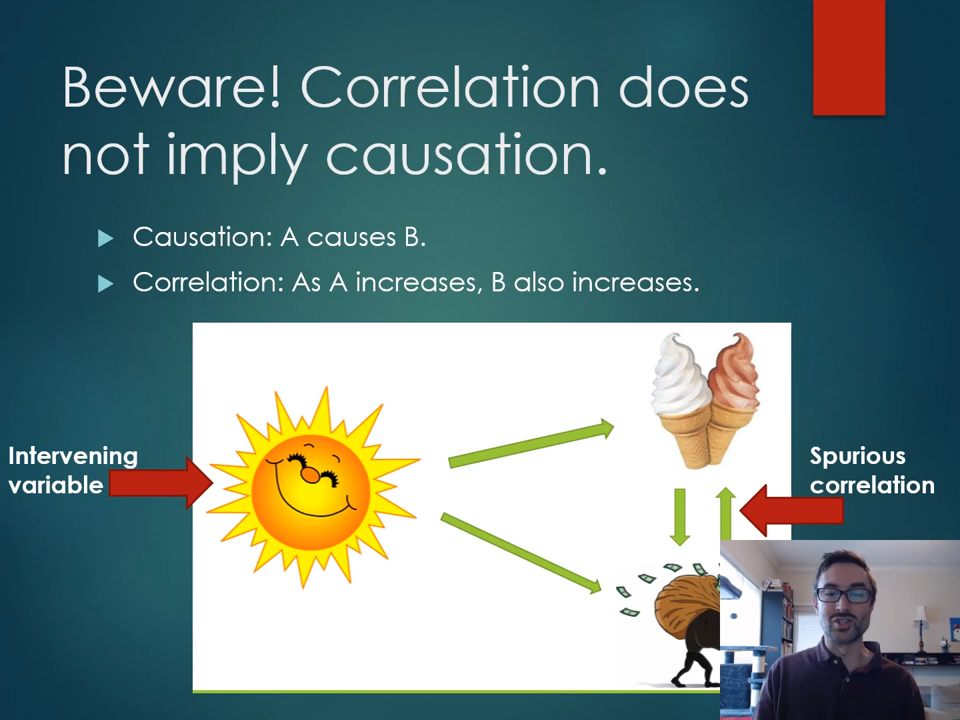 Beware! Correlation does
not imply causation.
Causation: A causes B.
Correlation: As A increases, B also increases.
Intervening
variable
Spurious
correlation